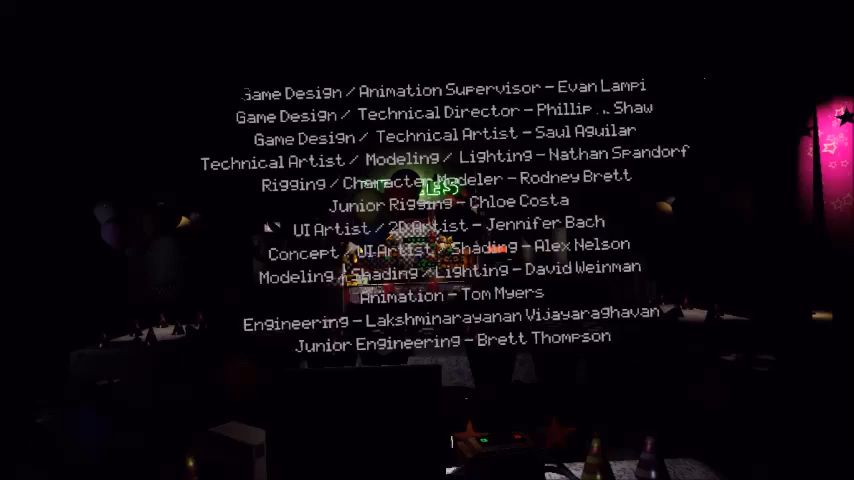 Game Design / Animation Supervisor - Evan Lampi
Game Design / Technical Director - Phillip Shaw
Game Design / Technical Artist - Saul Aguilar
Technical Artist / Modeling / Lighting - Nathan Spandorf
Rigging / Character Modeler - Rodney Brett
Junior Rigging - Chloe Costa
UI Artist / 2D Artist - Jennifer Bach
Concept / UI Artist / Shading - Alex Nelson
Modeling / Shading / Lighting - David Weinman
Animation - Tom Myers
Engineering - Lakshminarayanan Vijayaraghavan
Junior Engineering - Brett Thompson